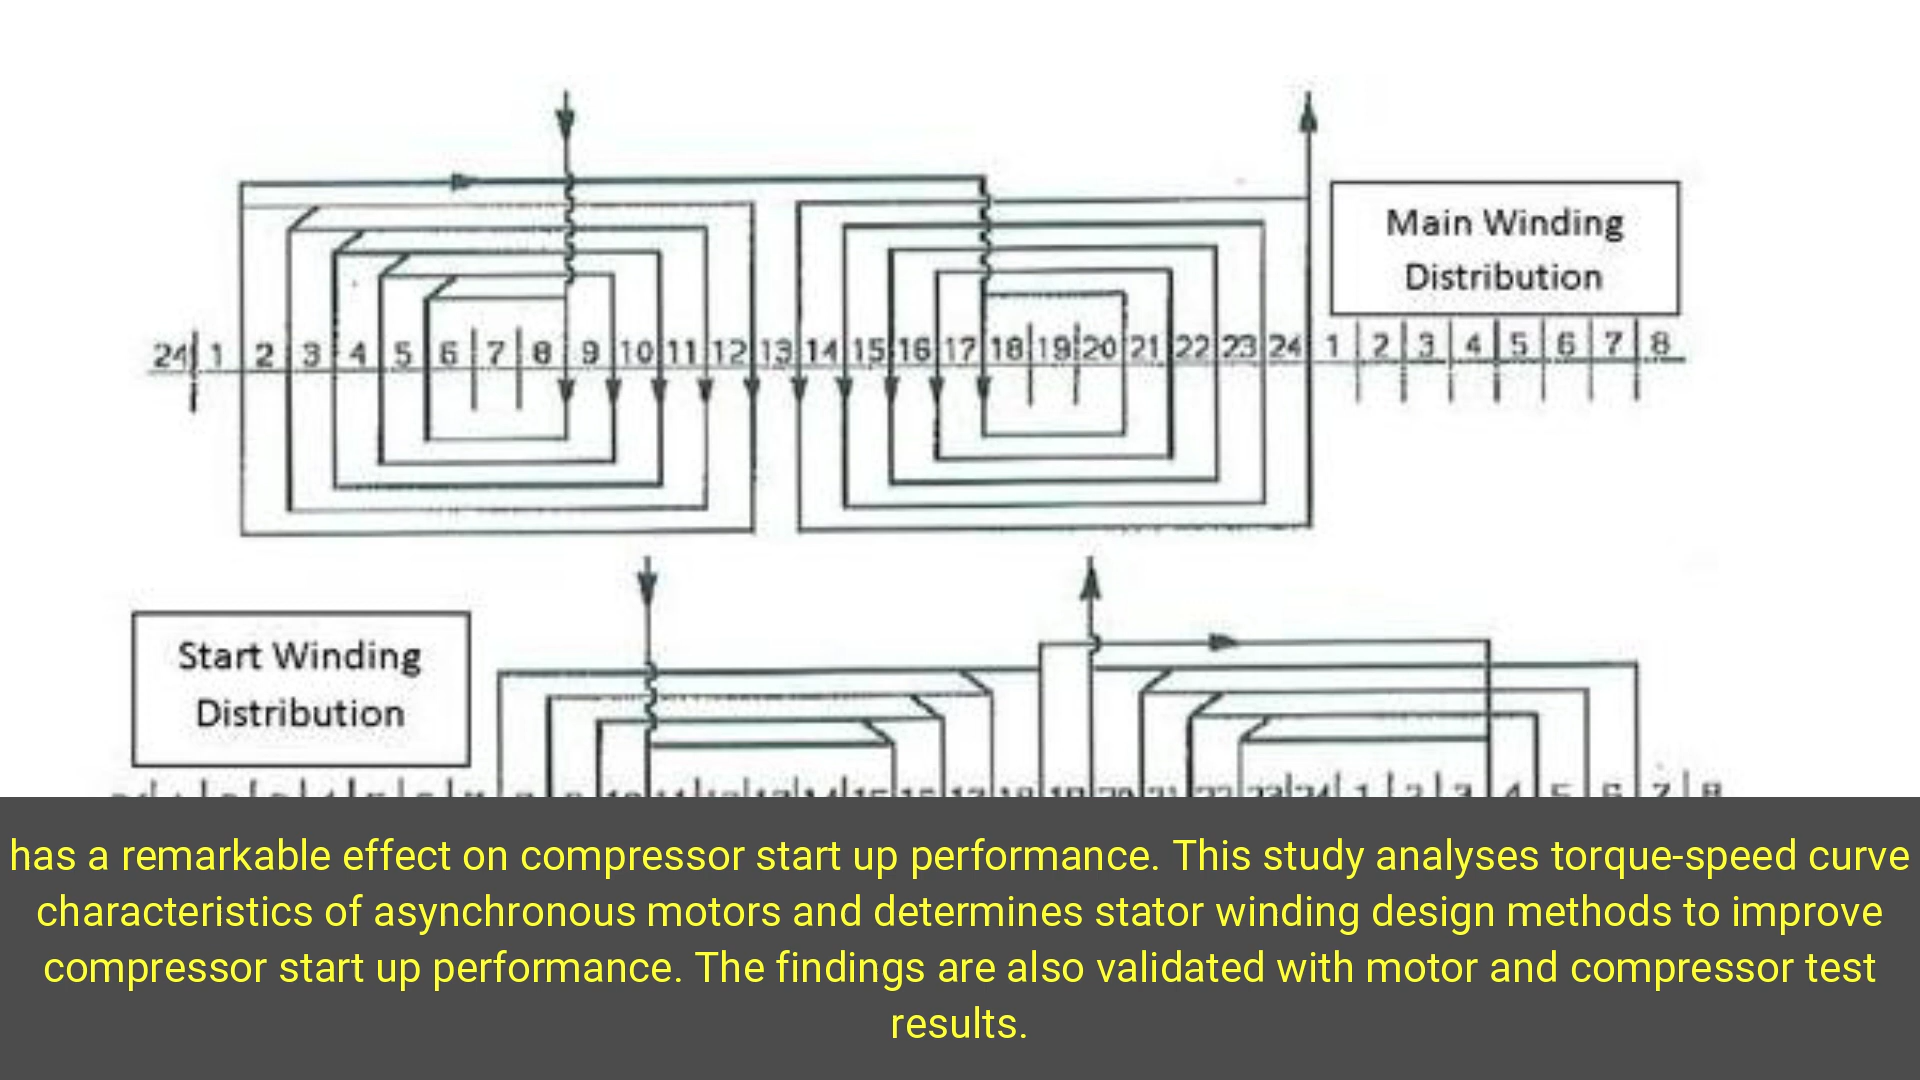 Main Winding
Distribution
24 1 2 3 4 5 6 7 8 9 10 11 12 13 14 15 16 17 18 19 20 21 22 23 24 1 2 3 4 5 6 7 8
Start Winding
Distribution
has a remarkable effect on compressor start up performance. This study analyses torque-speed curve
characteristics of asynchronous motors and determines stator winding design methods to improve
compressor start up performance. The findings are also validated with motor and compressor test
results.